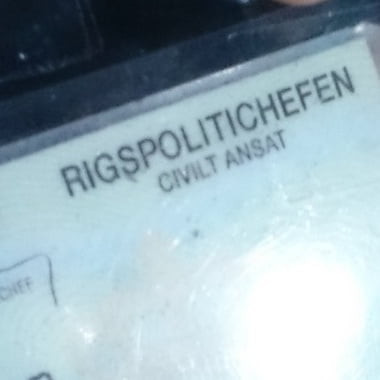 RIGSPOLITICHEFEN
CIVILT ANSAT